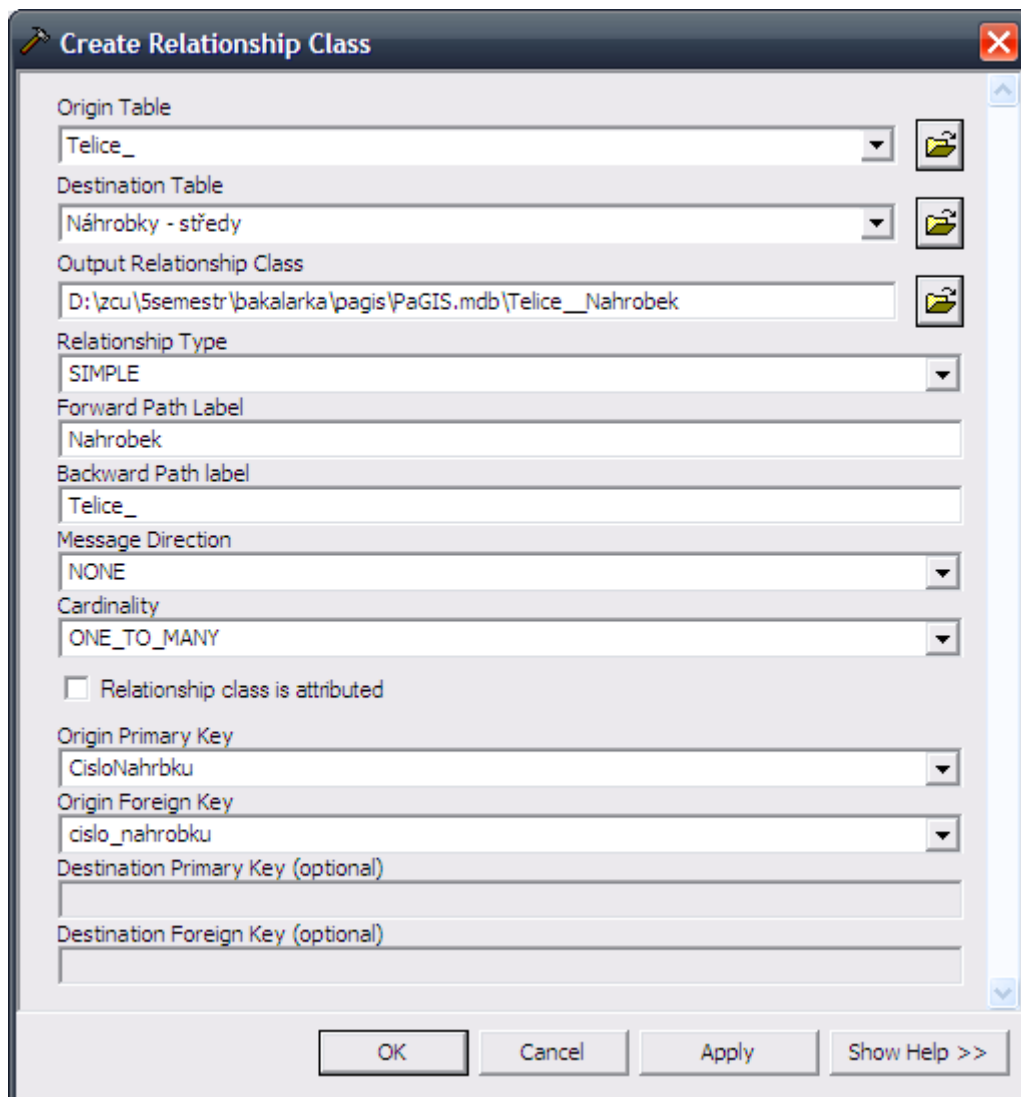 Create Relationship Class
Origin Table
Telice_
Destination Table
Náhrobky - středy
Output Relationship Class
D:\zcu\5semestr\bakalarka\pagis\PaGIS.mdb\Telice__Nahrobek
Relationship Type
SIMPLE
Forward Path Label
Nahrobek
Backward Path label
Telice_
Message Direction
NONE
Cardinality
ONE_TO_MANY
Relationship class is attributed
Origin Primary Key
CisloNahrbku
Origin Foreign Key
cislo_nahrobku
Destination Primary Key (optional)
Destination Foreign Key (optional)
OK Cancel Apply Show Help >>